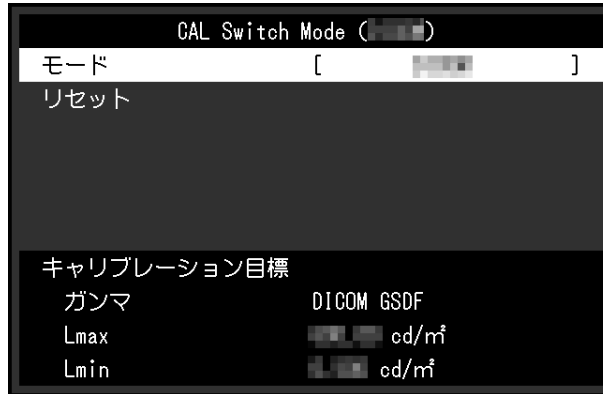 CAL Switch Mode ( )
モード [ ]
リセット
キャリブレーション目標
ガンマ DICOM GSDF
Lmax cd/㎡
Lmin cd/㎡